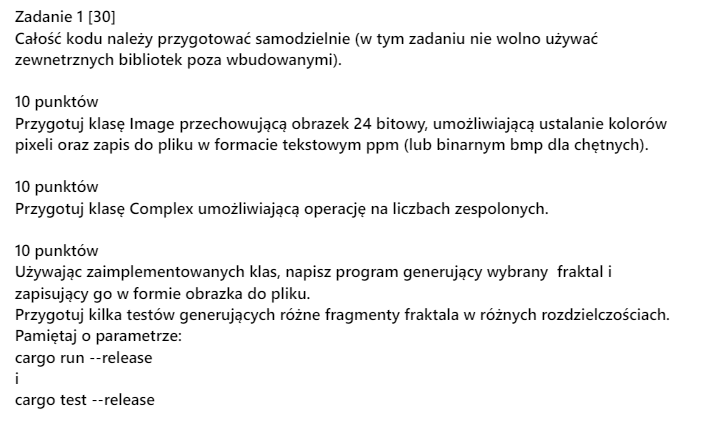 Zadanie 1 [30]
Całość kodu należy przygotować samodzielnie (w tym zadaniu nie wolno używać
zewnetrznych bibliotek poza wbudowanymi).
10 punktów
Przygotuj klasę Image przechowującą obrazek 24 bitowy, umożliwiającą ustalanie kolorów
pixeli oraz zapis do pliku w formacie tekstowym ppm (lub binarnym bmp dla chętnych).
10 punktów
Przygotuj klasę Complex umożliwiającą operację na liczbach zespolonych.
10 punktów
Używając zaimplementowanych klas, napisz program generujący wybrany  fraktal i
zapisujący go w formie obrazka do pliku.
Przygotuj kilka testów generujących różne fragmenty fraktala w różnych rozdzielczościach.
Pamiętaj o parametrze:
cargo run --release
i
cargo test --release